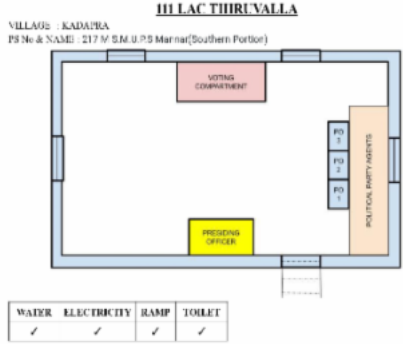 111 LAC THIRUVALLA
VILLAGE : KADAPRA
PS No & NAME : 217 M.S.M.U.P.S Mannar(Southern Portion)
VOTING
COMPARTMENT
PO
3
PO
2
PO
1
POLITICAL PARTY AGENTS
PRESIDING
OFFICER
WATER ELECTRICITY RAMP TOILET
✓ ✓ ✓ ✓